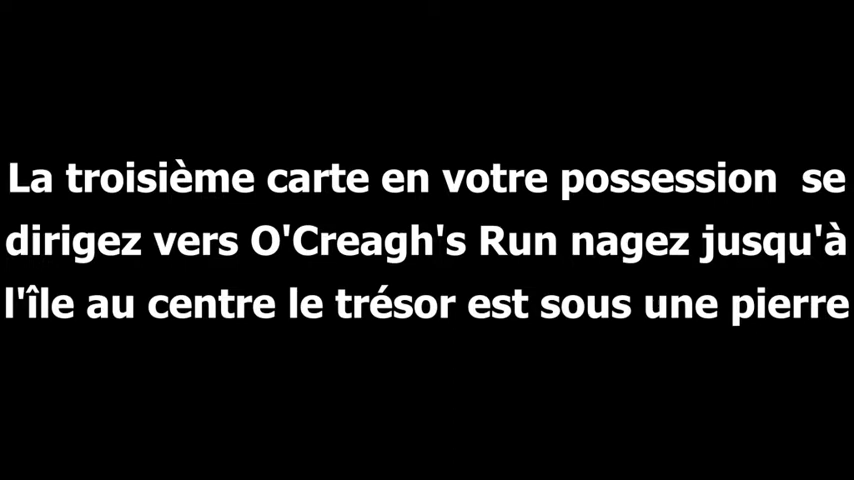 La troisième carte en votre possession  se
dirigez vers O'Creagh's Run nagez jusqu'à
l'île au centre le trésor est sous une pierre